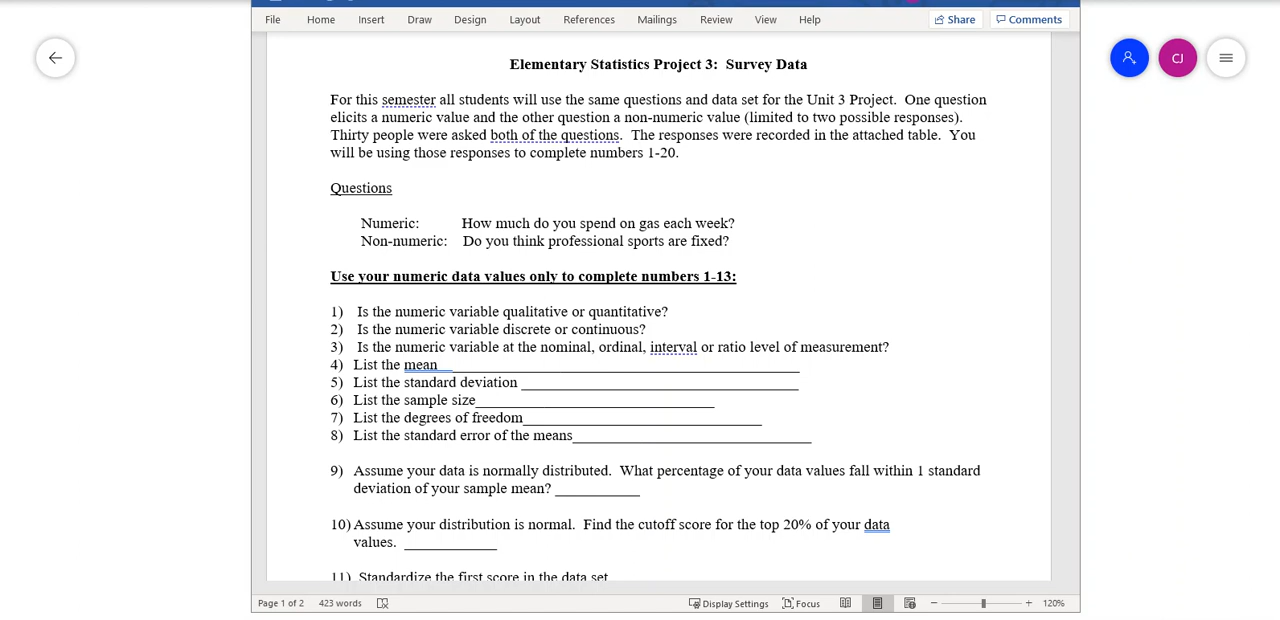 File Home Insert Draw Design Layout References Mailings Review View Help Share Comments
CJ
Elementary Statistics Project 3: Survey Data
For this semester all students will use the same questions and data set for the Unit 3 Project. One question
elicits a numeric value and the other question a non-numeric value (limited to two possible responses).
Thirty people were asked both of the questions. The responses were recorded in the attached table. You
will be using those responses to complete numbers 1-20.
Questions
Numeric: How much do you spend on gas each week?
Non-numeric: Do you think professional sports are fixed?
Use your numeric data values only to complete numbers 1-13:
1) Is the numeric variable qualitative or quantitative?
2) Is the numeric variable discrete or continuous?
3) Is the numeric variable at the nominal, ordinal, interval or ratio level of measurement?
4) List the mean
5) List the standard deviation
6) List the sample size
7) List the degrees of freedom
8) List the standard error of the means
9) Assume your data is normally distributed. What percentage of your data values fall within 1 standard
deviation of your sample mean?
10) Assume your distribution is normal. Find the cutoff score for the top 20% of your data
values.
11) Standardize the first score in the data set
Page 1 of 2 423 words Display Settings Focus 120%